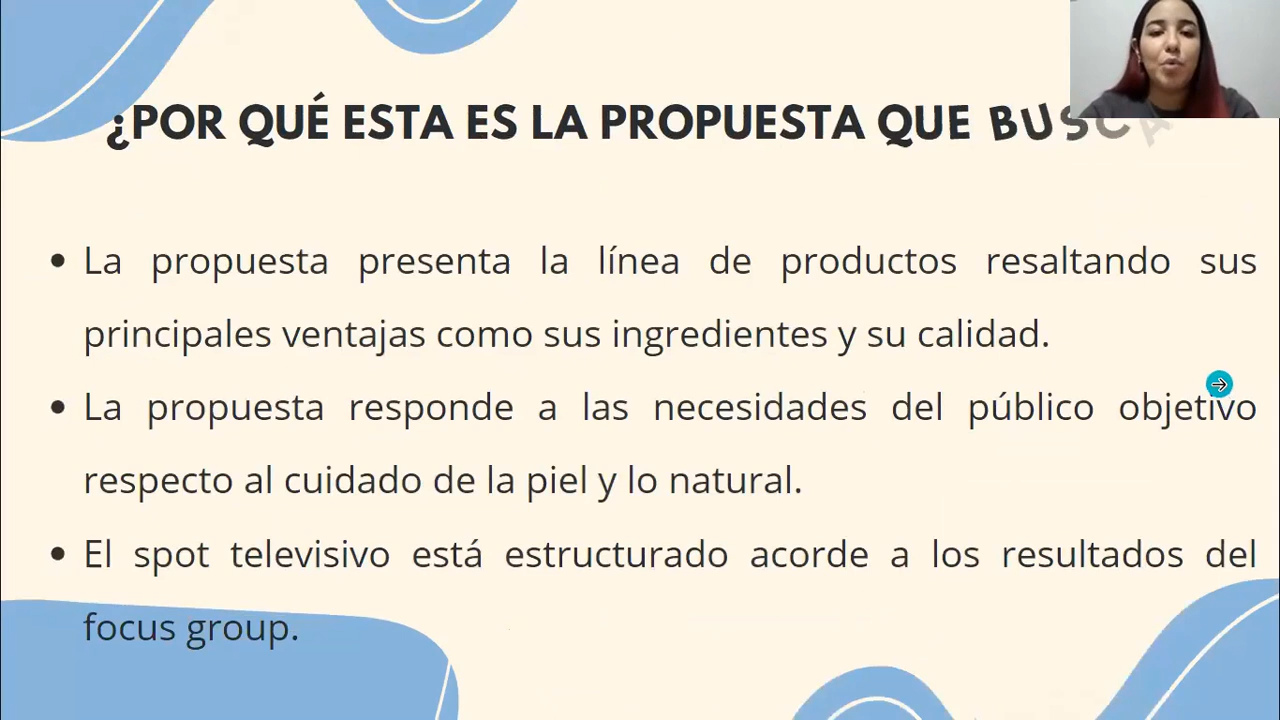 ¿POR QUÉ ESTA ES LA PROPUESTA QUE BUSCA
La propuesta presenta la línea de productos resaltando sus
principales ventajas como sus ingredientes y su calidad.
La propuesta responde a las necesidades del público objetivo
respecto al cuidado de la piel y lo natural.
El spot televisivo está estructurado acorde a los resultados del
focus group.